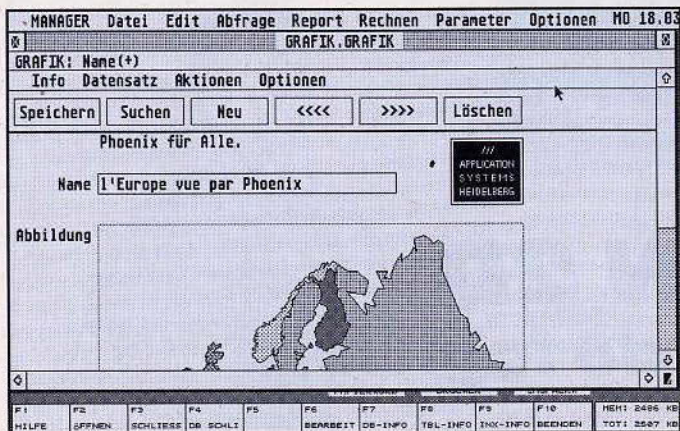 MANAGER Datei Edit Abfrage Report Rechnen Parameter Optionen MO 18.03
GRAFIK.GRAFIK
GRAFIK: Name(+)
Info Datensatz Aktionen Optionen
Speichern Suchen Neu <<<< >>>> Löschen
Phoenix für Alle.
///
APPLICATION
SYSTEMS
HEIDELBERG
Name l'Europe vue par Phoenix
Abbildung
F1 F2 F3 F4 F5 F6 F7 F8 F9 F10 MEM: 2486 KB
HILFE ÖFFNEN SCHLIESS DB SCHLI BEARBEIT DB-INFO TBL-INFO INX-INFO BEENDEN TOT: 2507 KB